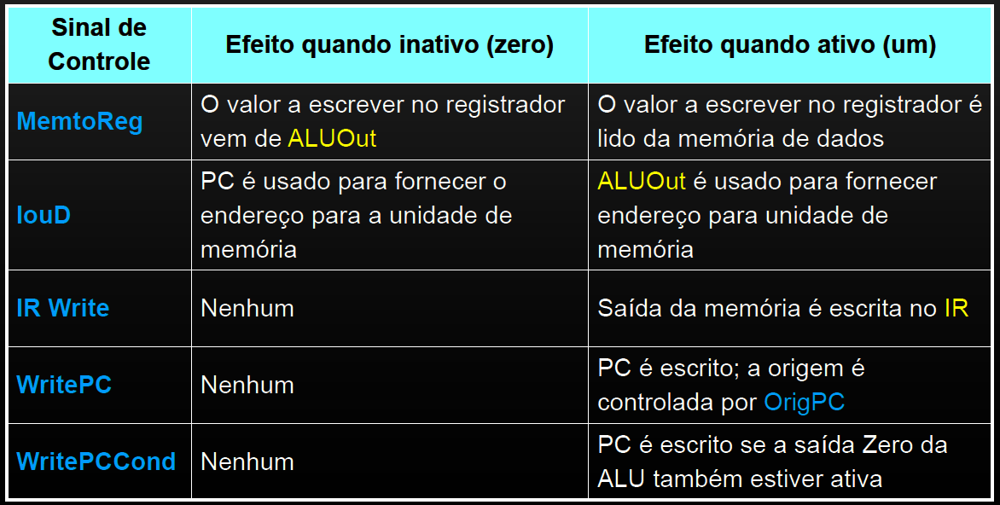 Sinal de
Controle
Efeito quando inativo (zero)
Efeito quando ativo (um)
MemtoReg
O valor a escrever no registrador
vem de ALUOut
O valor a escrever no registrador é
lido da memória de dados
IouD
PC é usado para fornecer o
endereço para a unidade de
memória
ALUOut é usado para fornecer
endereço para unidade de
memória
IR Write
Nenhum
Saída da memória é escrita no IR
WritePC
Nenhum
PC é escrito; a origem é
controlada por OrigPC
WritePCCond
Nenhum
PC é escrito se a saída Zero da
ALU também estiver ativa